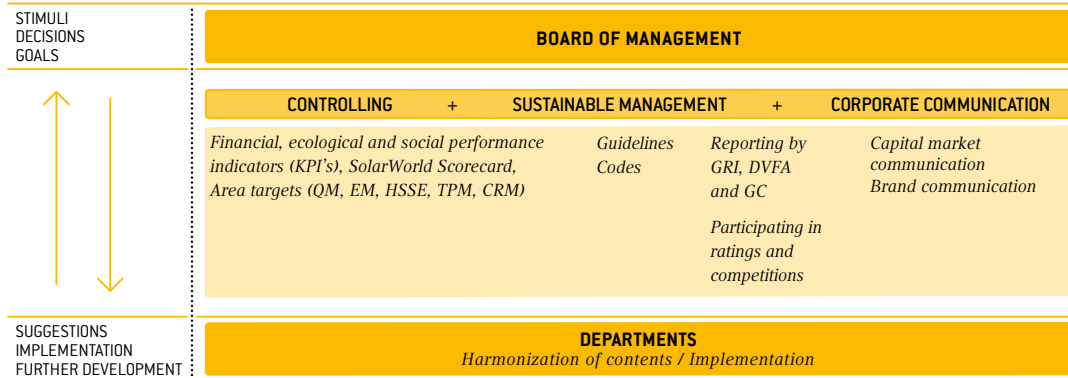 STIMULI
DECISIONS
GOALS
BOARD OF MANAGEMENT
CONTROLLING + SUSTAINABLE MANAGEMENT + CORPORATE COMMUNICATION
Financial, ecological and social performance
indicators (KPI's), SolarWorld Scorecard,
Area targets (QM, EM, HSSE, TPM, CRM)
Guidelines
Codes
Reporting by
GRI, DVFA
and GC
Participating in
ratings and
competitions
Capital market
communication
Brand communication
SUGGESTIONS
IMPLEMENTATION
FURTHER DEVELOPMENT
DEPARTMENTS
Harmonization of contents / Implementation